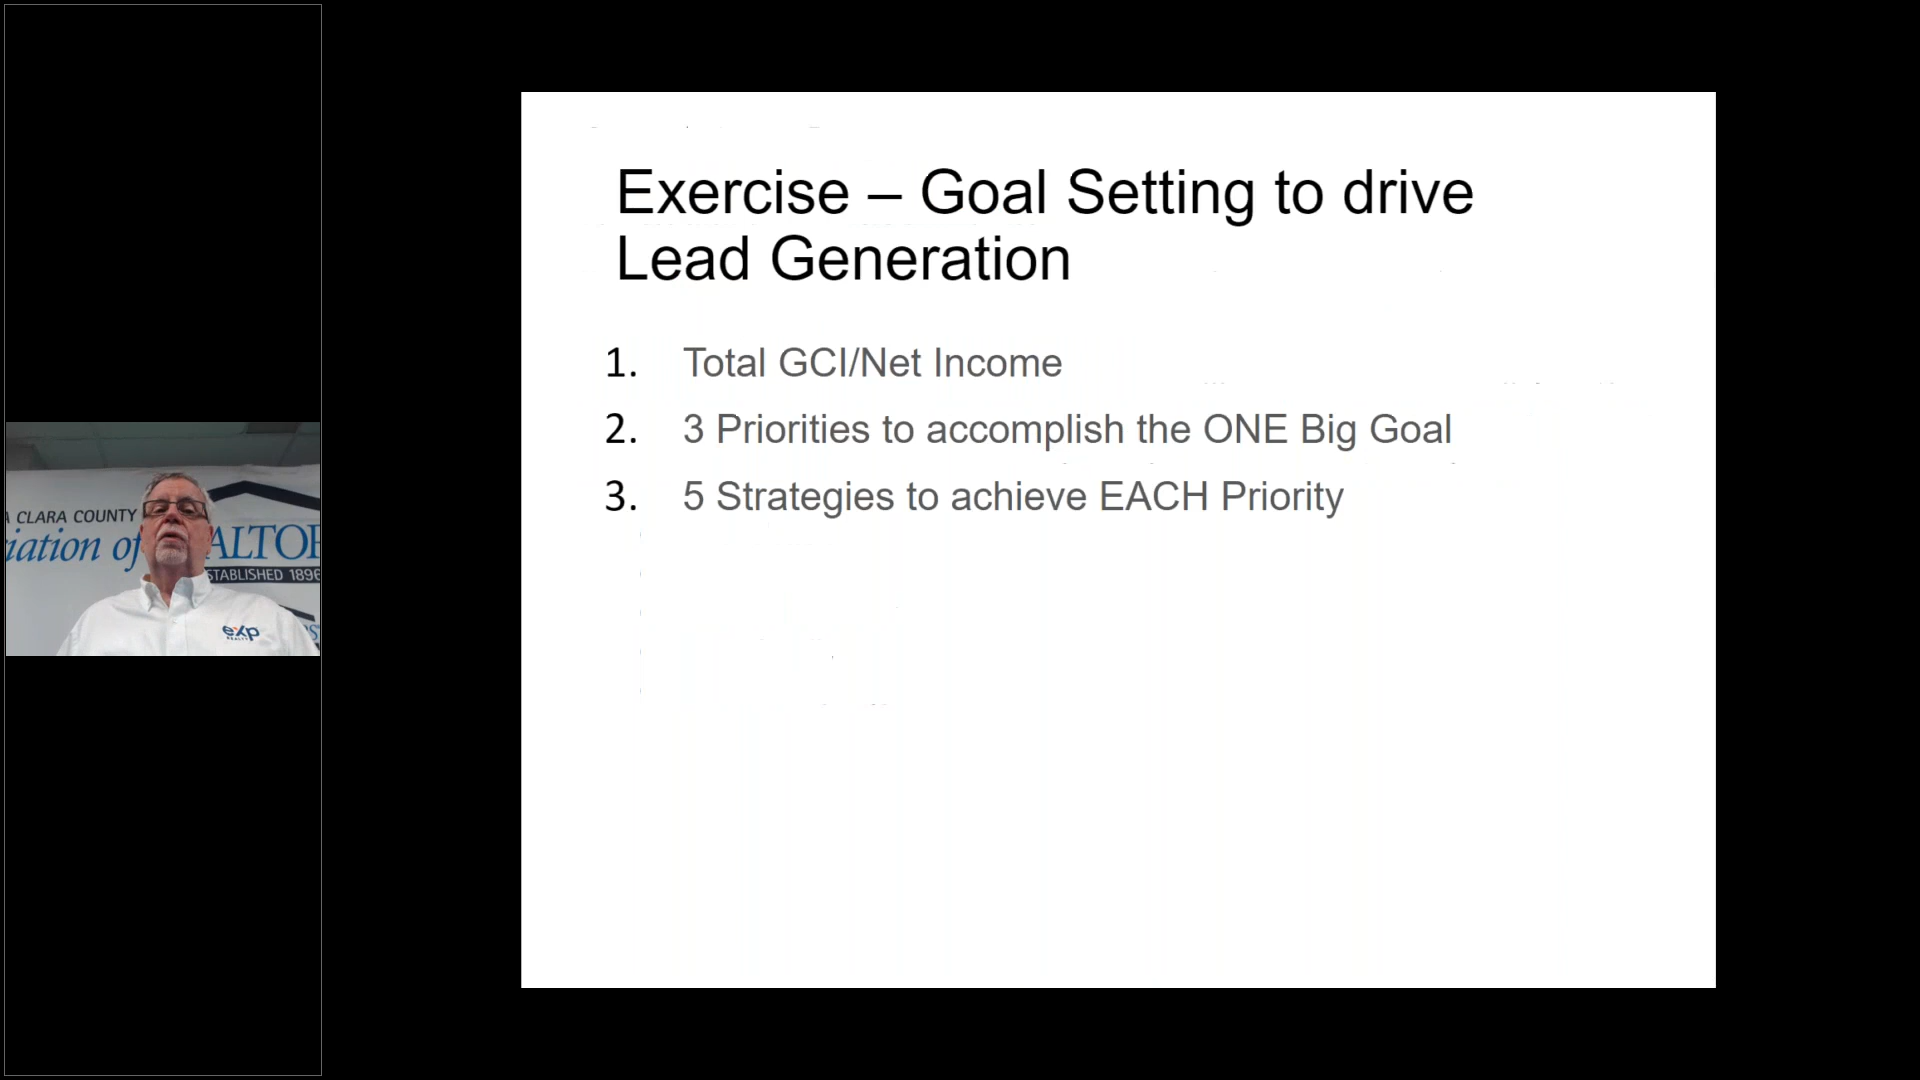 Exercise – Goal Setting to drive
Lead Generation
1. Total GCI/Net Income
2. 3 Priorities to accomplish the ONE Big Goal
3. 5 Strategies to achieve EACH Priority
CLARA COUNTY
iation of ALTOR
STABLISHED 1896
exp
REALTY